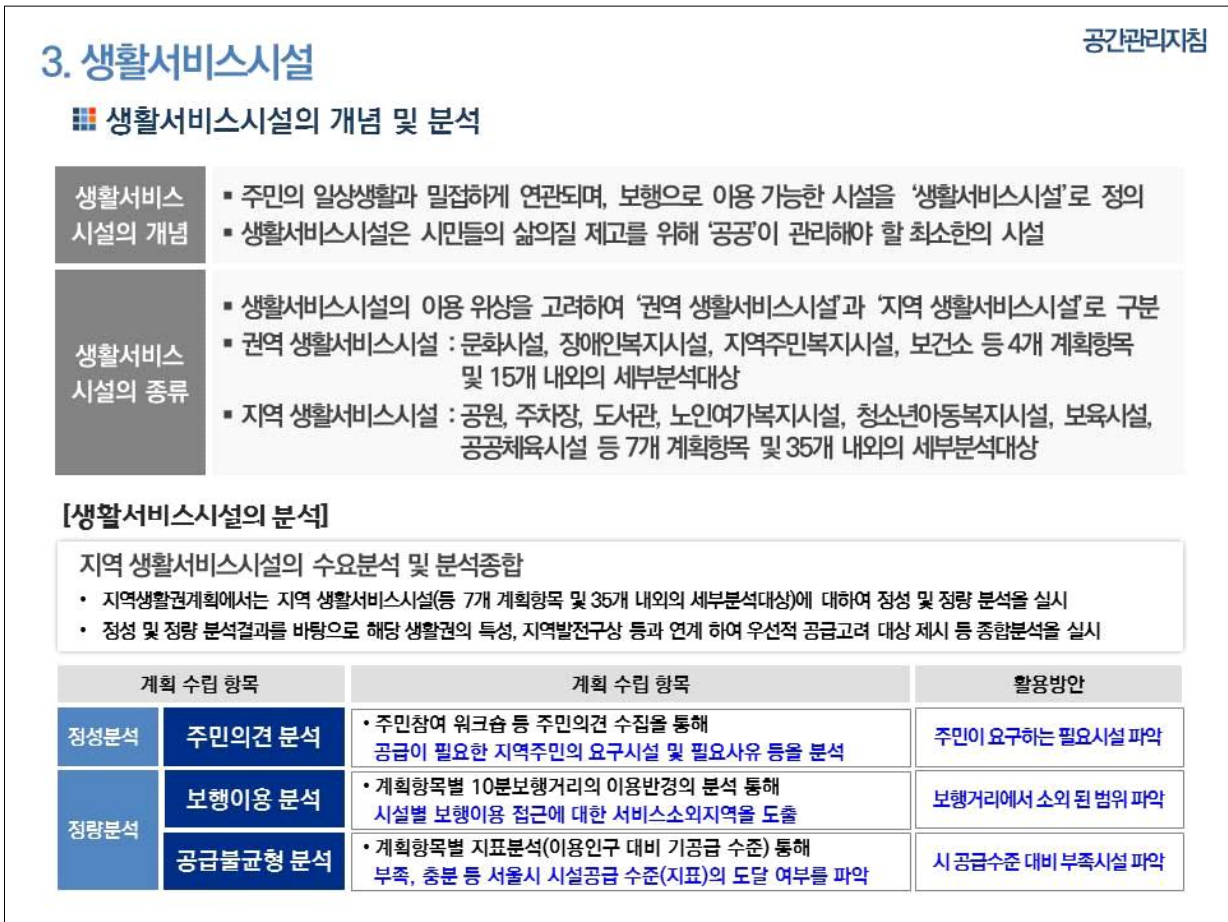 공간관리지침
3. 생활서비스시설
생활서비스시설의 개념 및 분석
생활서비스
시설의 개념
▪ 주민의 일상생활과 밀접하게 연관되며, 보행으로 이용 가능한 시설을 ‘생활서비스시설’로 정의
▪ 생활서비스시설은 시민들의 삶의질 제고를 위해 ‘공공’이 관리해야 할 최소한의 시설
생활서비스
시설의 종류
▪ 생활서비스시설의 이용 위상을 고려하여 ‘권역 생활서비스시설’과 ‘지역 생활서비스시설’로 구분
▪ 권역 생활서비스시설 : 문화시설, 장애인복지시설, 지역주민복지시설, 보건소 등 4개 계획항목
및 15개 내외의 세부분석대상
▪ 지역 생활서비스시설 : 공원, 주차장, 도서관, 노인여가복지시설, 청소년아동복지시설, 보육시설,
공공체육시설 등 7개 계획항목 및 35개 내외의 세부분석대상
[생활서비스시설의 분석]
지역 생활서비스시설의 수요분석 및 분석종합
• 지역생활권계획에서는 지역 생활서비스시설(등 7개 계획항목 및 35개 내외의 세부분석대상)에 대하여 정성 및 정량 분석을 실시
• 정성 및 정량 분석결과를 바탕으로 해당 생활권의 특성, 지역발전구상 등과 연계 하여 우선적 공급고려 대상 제시 등 종합분석을 실시
계획 수립 항목
계획 수립 항목
활용방안
정성분석
주민의견 분석
• 주민참여 워크숍 등 주민의견 수집을 통해
공급이 필요한 지역주민의 요구시설 및 필요사유 등을 분석
주민이 요구하는 필요시설 파악
정량분석
보행이용 분석
• 계획항목별 10분보행거리의 이용반경의 분석 통해
시설별 보행이용 접근에 대한 서비스소외지역을 도출
보행거리에서 소외 된 범위 파악
공급불균형 분석
• 계획항목별 지표분석(이용인구 대비 기공급 수준) 통해
부족, 충분 등 서울시 시설공급 수준(지표)의 도달 여부를 파악
시 공급수준 대비 부족시설 파악